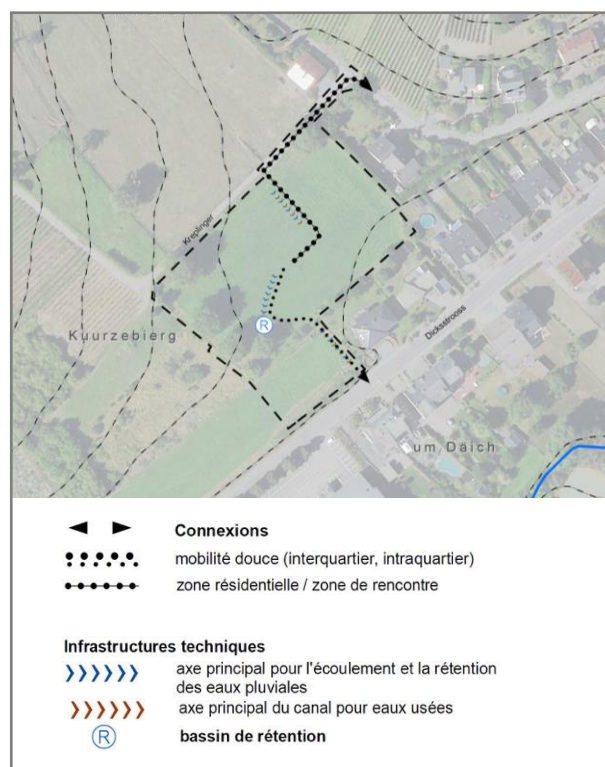 Kreplinger
Kuurzebierg
R
Dicksstrooss
um Däich
Connexions
mobilité douce (interquartier, intraquartier)
zone résidentielle / zone de rencontre
Infrastructures techniques
axe principal pour l'écoulement et la rétention
des eaux pluviales
axe principal du canal pour eaux usées
R
bassin de rétention